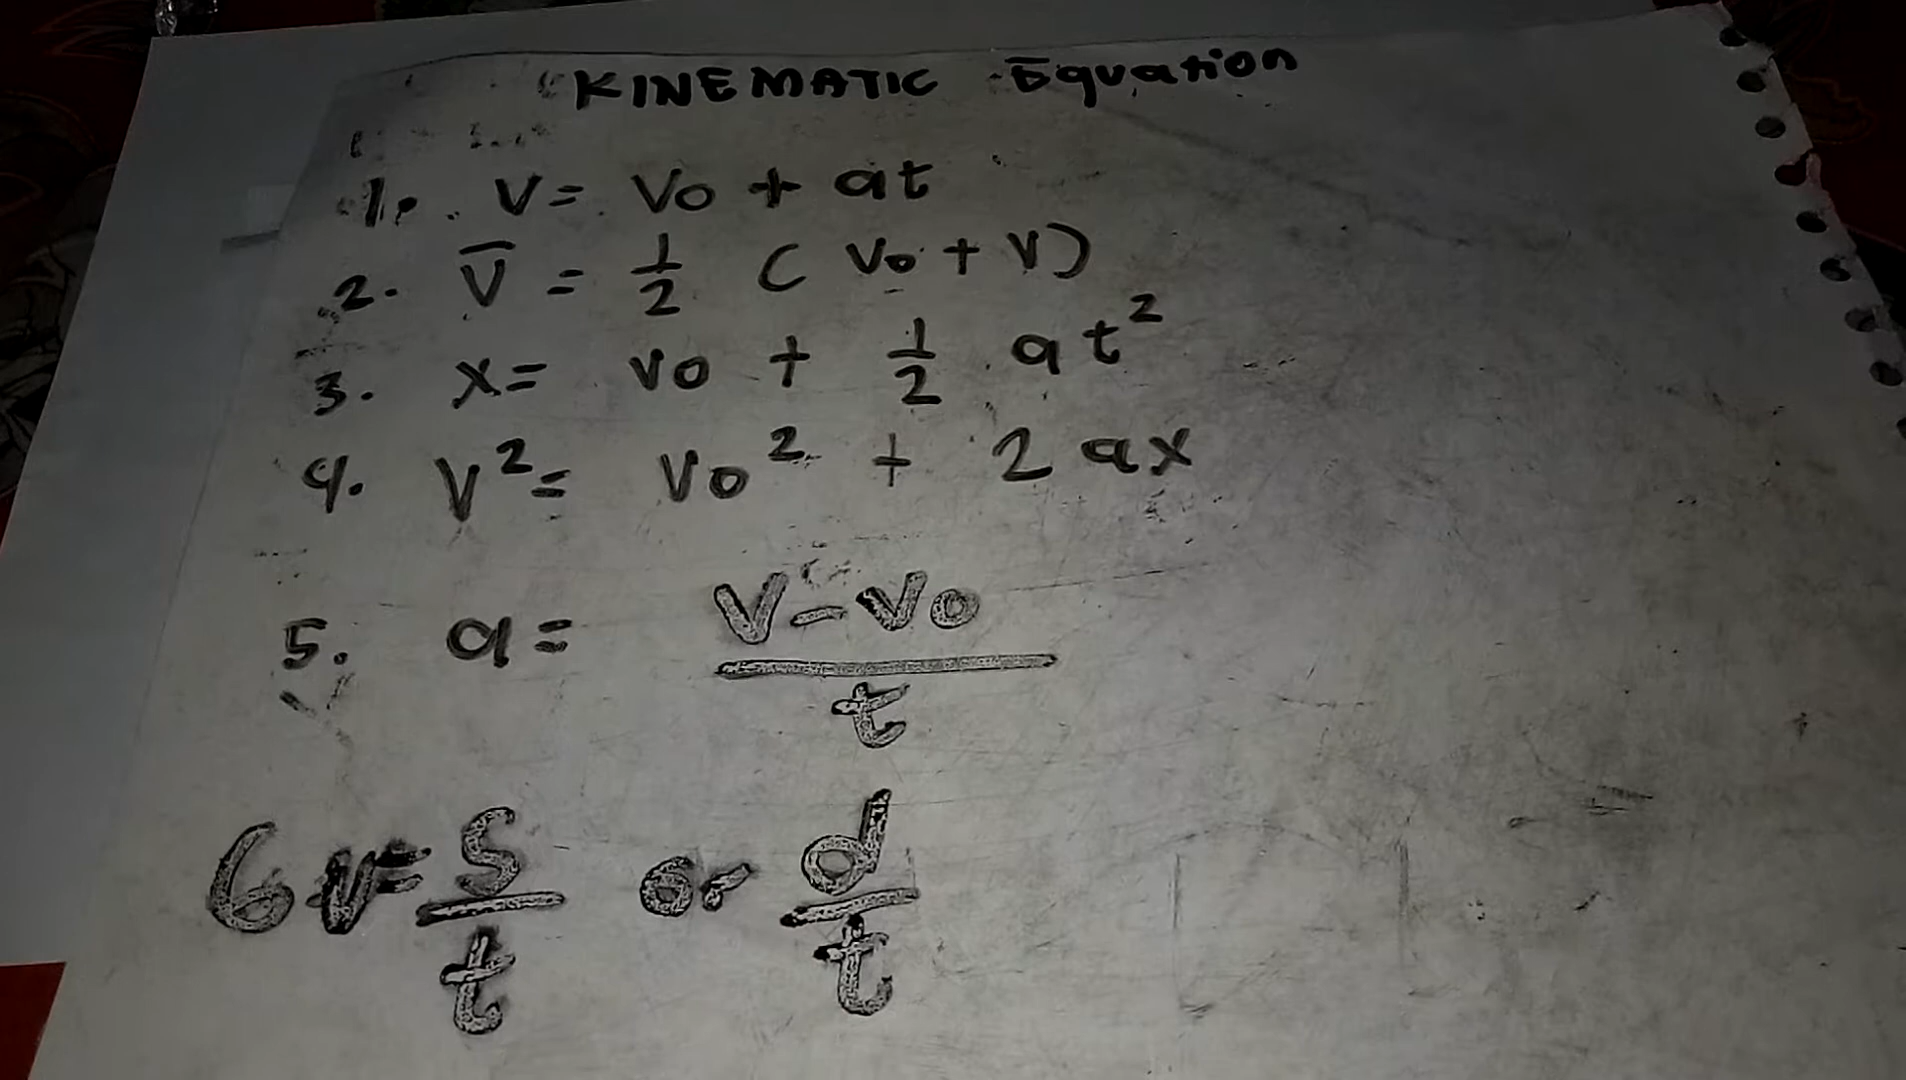 KINEMATIC Equation
1. V = Vo + at
2. V̅ = 1/2 ( Vo + V)
3. x = Vo + 1/2 at²
4. V² = Vo² + 2ax
5. a = V - Vo / t
6 V = S/t or d/t